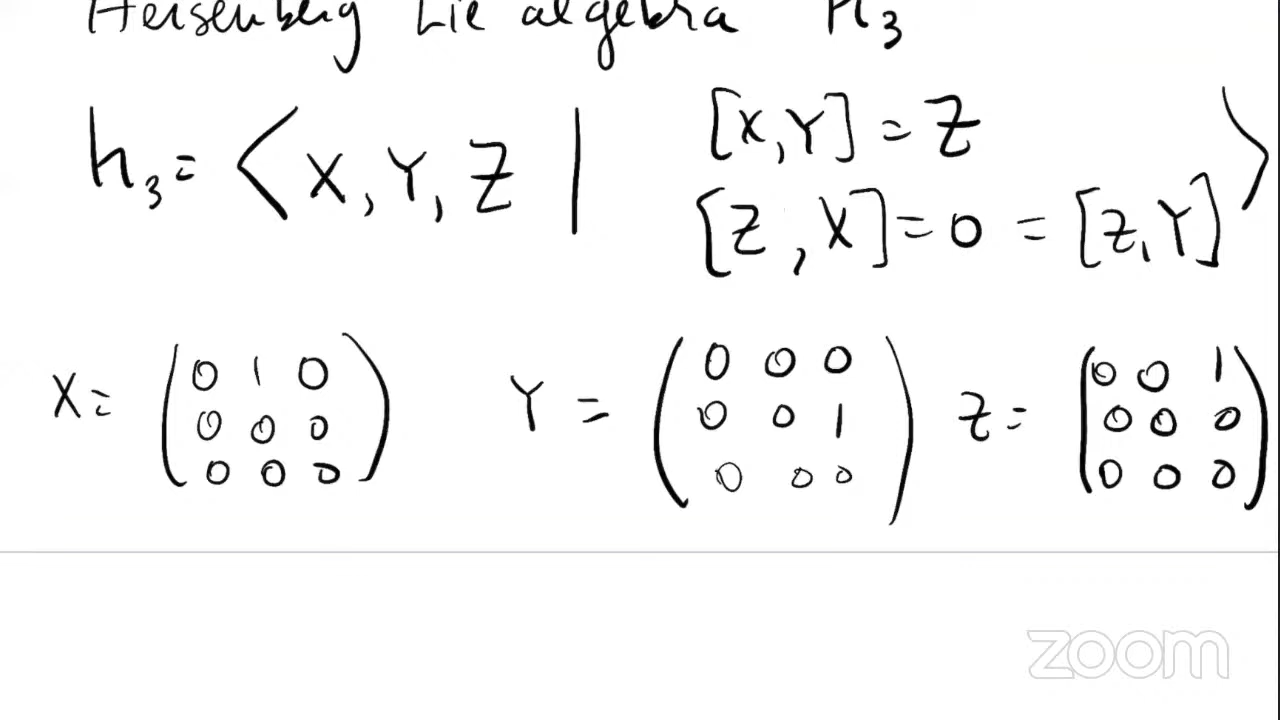 Heisenberg Lie algebra h₃
h₃ = ⟨ X, Y, Z | [X,Y] = Z
[Z, X] = 0 = [Z,Y] ⟩
X = (0 1 0 Y = (0 0 0 Z = (0 0 1
0 0 0 0 0 1 0 0 0
0 0 0) 0 0 0) 0 0 0)
zoom